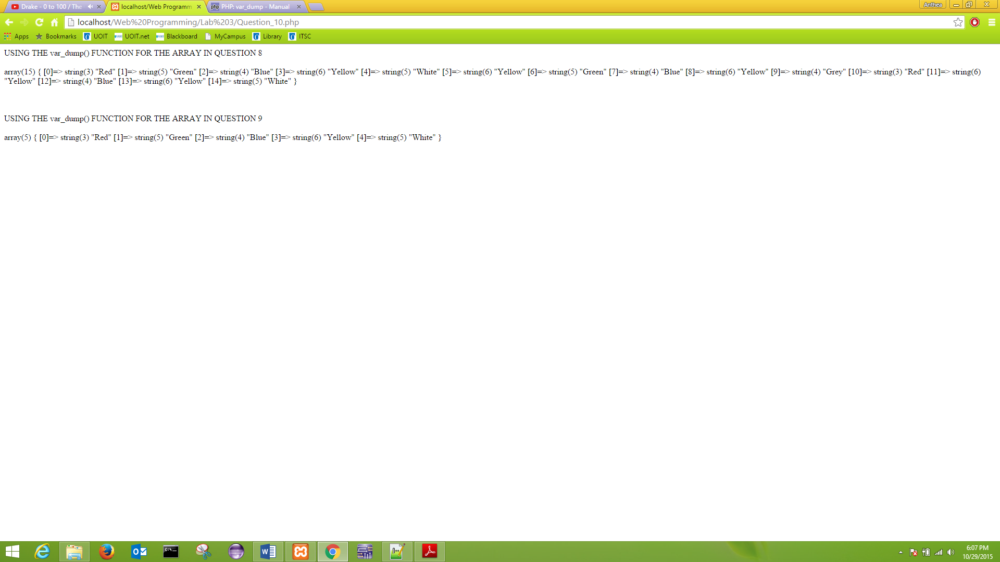 Drake - 0 to 100 / The
localhost/Web Programm
php PHP: var_dump - Manual
Anthea
localhost/Web%20Programming/Lab%203/Question_10.php
Apps Bookmarks UOIT UOIT.net Blackboard MyCampus Library ITSC
USING THE var_dump() FUNCTION FOR THE ARRAY IN QUESTION 8
array(15) { [0]=> string(3) "Red" [1]=> string(5) "Green" [2]=> string(4) "Blue" [3]=> string(6) "Yellow" [4]=> string(5) "White" [5]=> string(6) "Yellow" [6]=> string(5) "Green" [7]=> string(4) "Blue" [8]=> string(6) "Yellow" [9]=> string(4) "Grey" [10]=> string(3) "Red" [11]=> string(6)
"Yellow" [12]=> string(4) "Blue" [13]=> string(6) "Yellow" [14]=> string(5) "White" }
USING THE var_dump() FUNCTION FOR THE ARRAY IN QUESTION 9
array(5) { [0]=> string(3) "Red" [1]=> string(5) "Green" [2]=> string(4) "Blue" [3]=> string(6) "Yellow" [4]=> string(5) "White" }
6:07 PM
10/29/2015